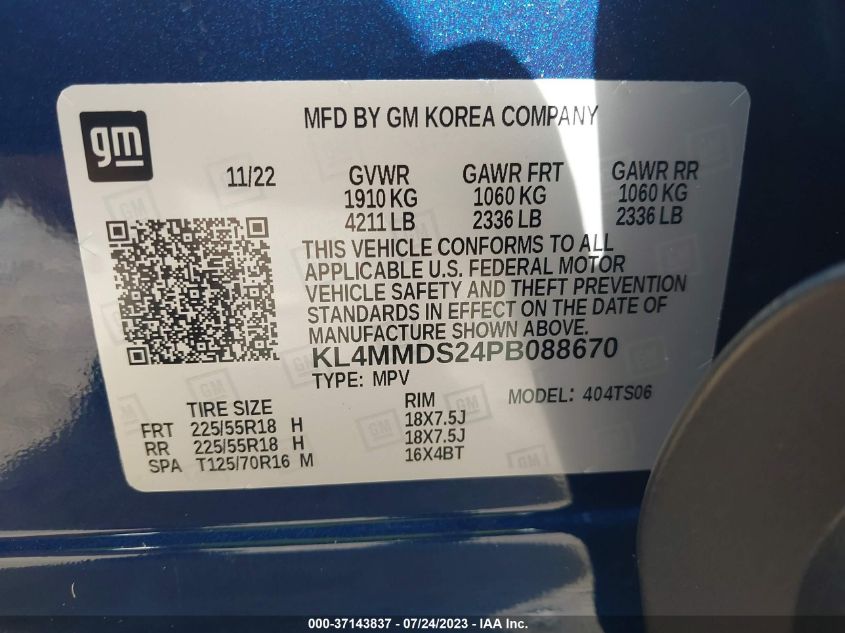 gm
MFD BY GM KOREA COMPANY
11/22 GVWR GAWR FRT GAWR RR
1910 KG 1060 KG 1060 KG
4211 LB 2336 LB 2336 LB
THIS VEHICLE CONFORMS TO ALL
APPLICABLE U.S. FEDERAL MOTOR
VEHICLE SAFETY AND THEFT PREVENTION
STANDARDS IN EFFECT ON THE DATE OF
MANUFACTURE SHOWN ABOVE.
KL4MMDS24PB088670
TYPE: MPV MODEL: 404TS06
TIRE SIZE RIM
FRT 225/55R18 H 18X7.5J
RR 225/55R18 H 18X7.5J
SPA T125/70R16 M 16X4BT
000-37143837 - 07/24/2023 - IAA Inc.